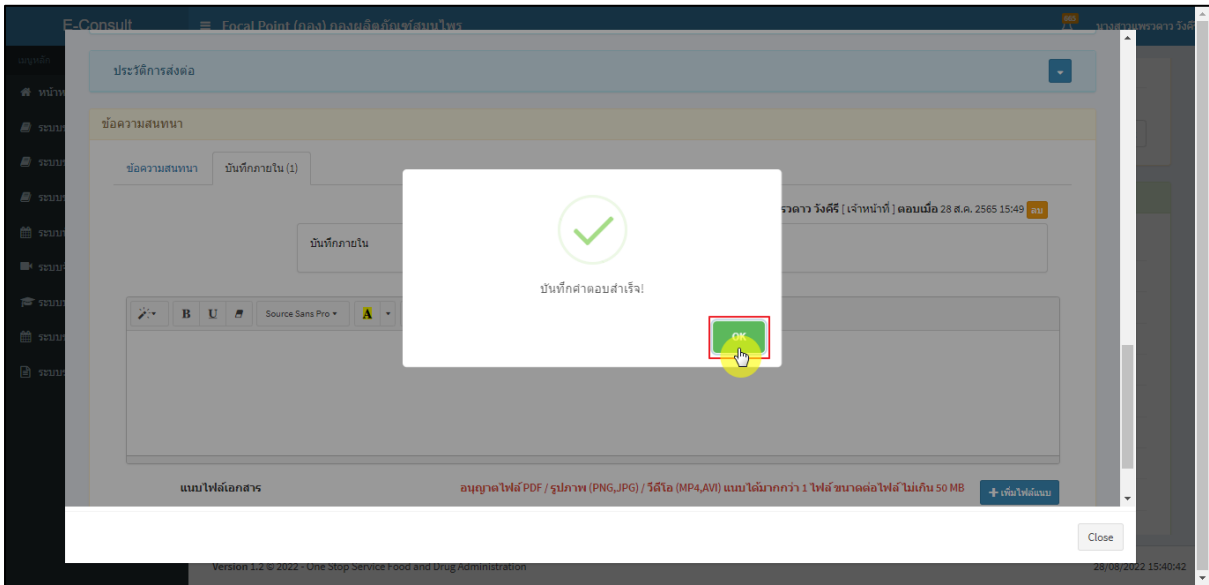 E-Consult
Focal Point (กอง) กองผลิตภัณฑ์สมุนไพร
เมนูหลัก
ประวัติการส่งต่อ
ข้อความสนทนา
ข้อความสนทนา
บันทึกภายใน (1)
วังคีรี [ เจ้าหน้าที่ ] ตอบเมื่อ 28 ส.ค. 2565 15:49 ลบ
บันทึกภายใน
บันทึกคำตอบสำเร็จ!
OK
B U Source Sans Pro A
แนบไฟล์เอกสาร
อนุญาตไฟล์ PDF / รูปภาพ (PNG,JPG) / วีดีโอ (MP4,AVI) แนบได้มากกว่า 1 ไฟล์ ขนาดต่อไฟล์ ไม่เกิน 50 MB
เพิ่มไฟล์แนบ
Close
Version 1.2 © 2022 - One Stop Service Food and Drug Administration
28/08/2022 15:40:42